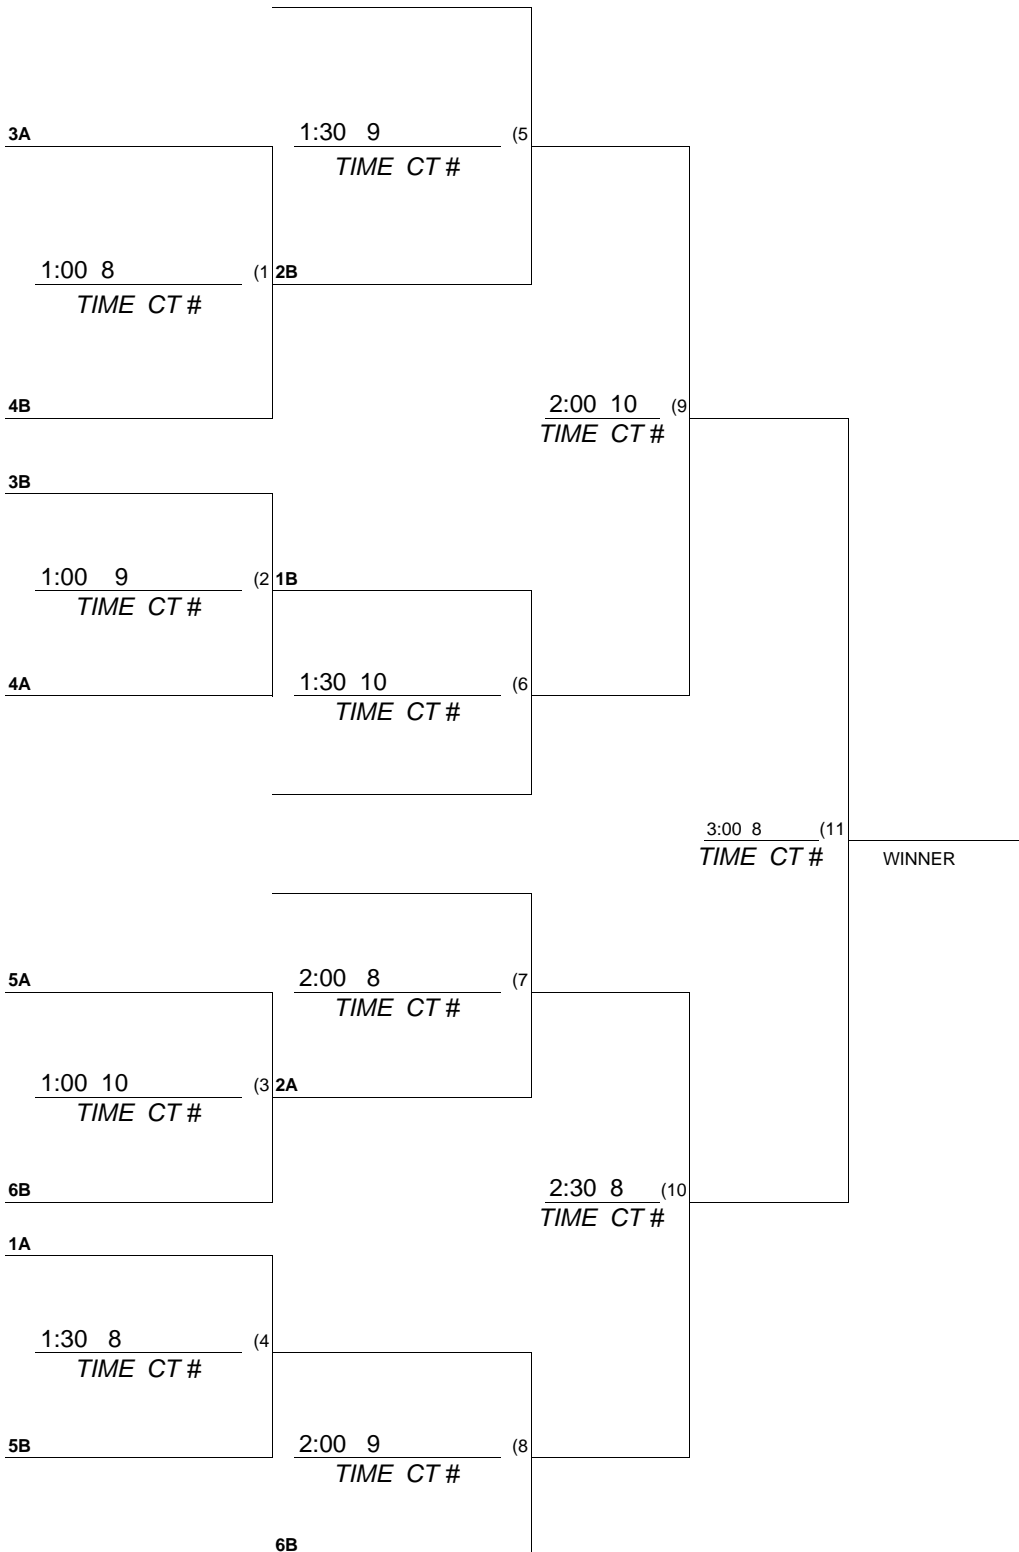 3A
1:30 9 (5
TIME CT #
1:00 8 (1 2B
TIME CT #
4B
2:00 10 (9
TIME CT #
3B
1:00 9 (2 1B
TIME CT #
4A
1:30 10 (6
TIME CT #
3:00 8 (11
TIME CT #
WINNER
5A
2:00 8 (7
TIME CT #
1:00 10 (3 2A
TIME CT #
6B
2:30 8 (10
TIME CT #
1A
1:30 8 (4
TIME CT #
5B
2:00 9 (8
TIME CT #
6B